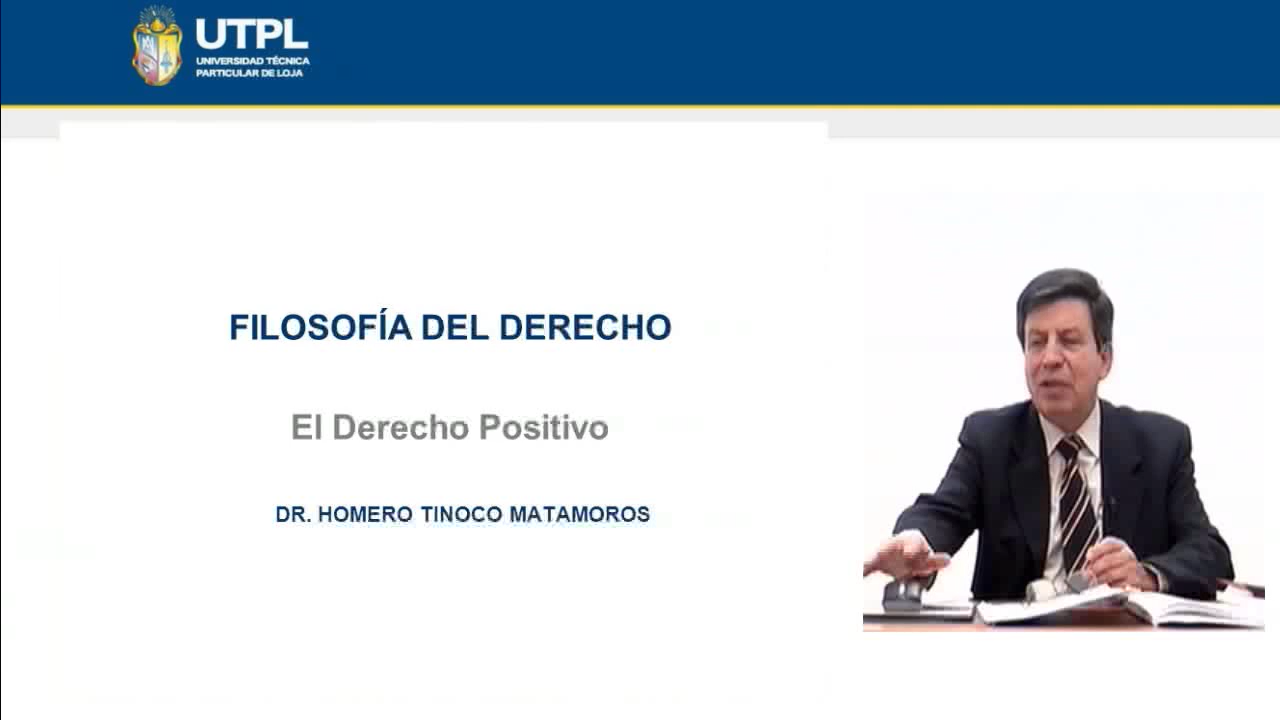 UTPL
UNIVERSIDAD TÉCNICA
PARTICULAR DE LOJA
FILOSOFÍA DEL DERECHO
El Derecho Positivo
DR. HOMERO TINOCO MATAMOROS